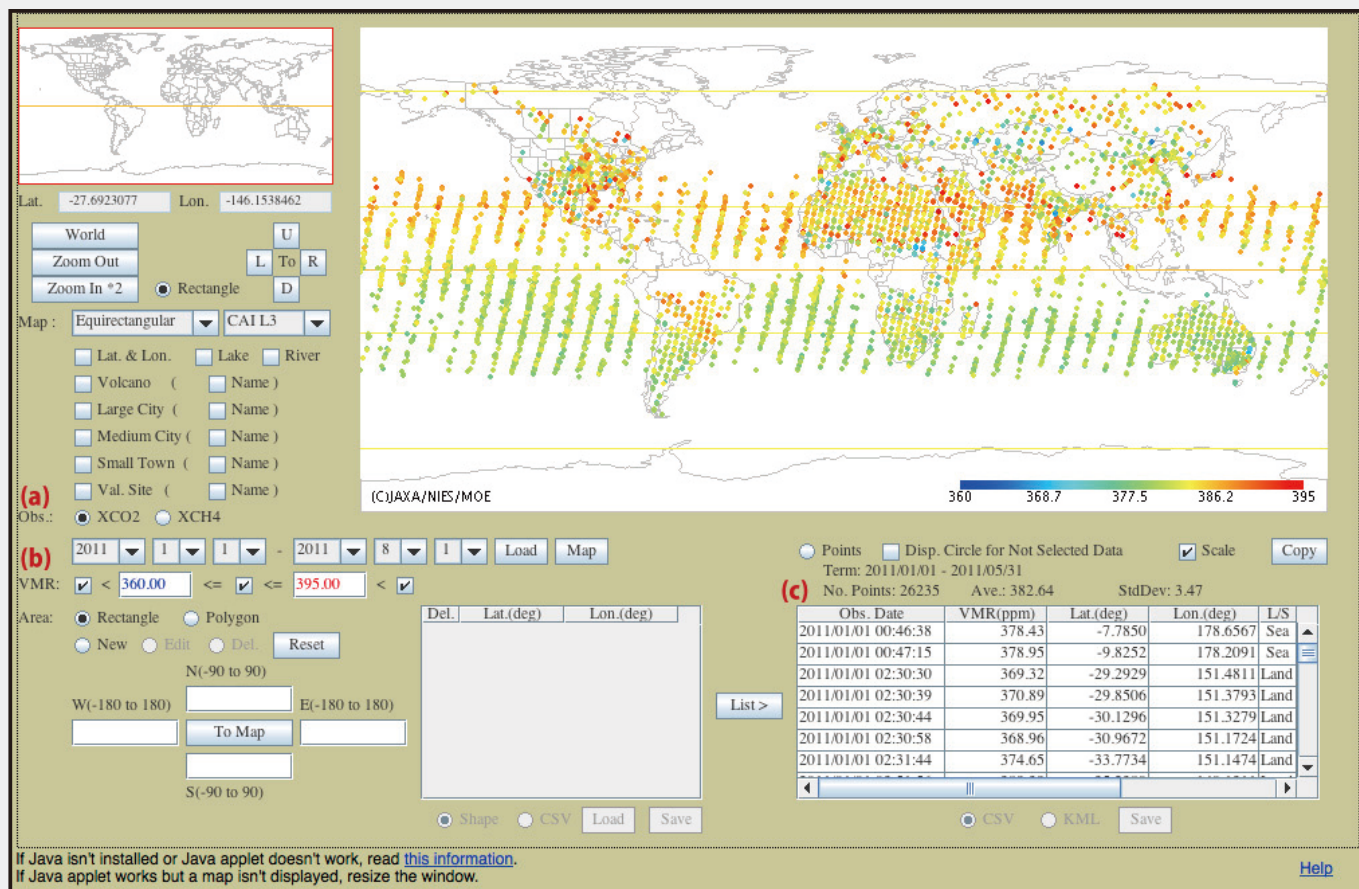 Lat. -27.6923077 Lon. -146.1538462
World U
Zoom Out L To R
Zoom In *2 Rectangle D
Map : Equirectangular CAI L3
Lat. & Lon. Lake River
Volcano ( Name )
Large City ( Name )
Medium City ( Name )
Small Town ( Name )
Val. Site ( Name )
(a)
Obs.: XCO2 XCH4
(C)JAXA/NIES/MOE
360 368.7 377.5 386.2 395
(b) 2011 1 1 - 2011 8 1 Load Map
VMR: < 360.00 <= <= 395.00 <
Area: Rectangle Polygon
New Edit Del. Reset
N(-90 to 90)
W(-180 to 180) E(-180 to 180)
To Map
S(-90 to 90)
Del. Lat.(deg) Lon.(deg)
Shape CSV Load Save
List >
Points Disp. Circle for Not Selected Data Scale Copy
Term: 2011/01/01 - 2011/05/31
(c) No. Points: 26235 Ave.: 382.64 StdDev: 3.47
Obs. Date VMR(ppm) Lat.(deg) Lon.(deg) L/S
2011/01/01 00:46:38 378.43 -7.7850 178.6567 Sea
2011/01/01 00:47:15 378.95 -9.8252 178.2091 Sea
2011/01/01 02:30:30 369.32 -29.2929 151.4811 Land
2011/01/01 02:30:39 370.89 -29.8506 151.3793 Land
2011/01/01 02:30:44 369.95 -30.1296 151.3279 Land
2011/01/01 02:30:58 368.96 -30.9672 151.1724 Land
2011/01/01 02:31:44 374.65 -33.7734 151.1474 Land
CSV KML Save
If Java isn't installed or Java applet doesn't work, read this information.
If Java applet works but a map isn't displayed, resize the window.
Help